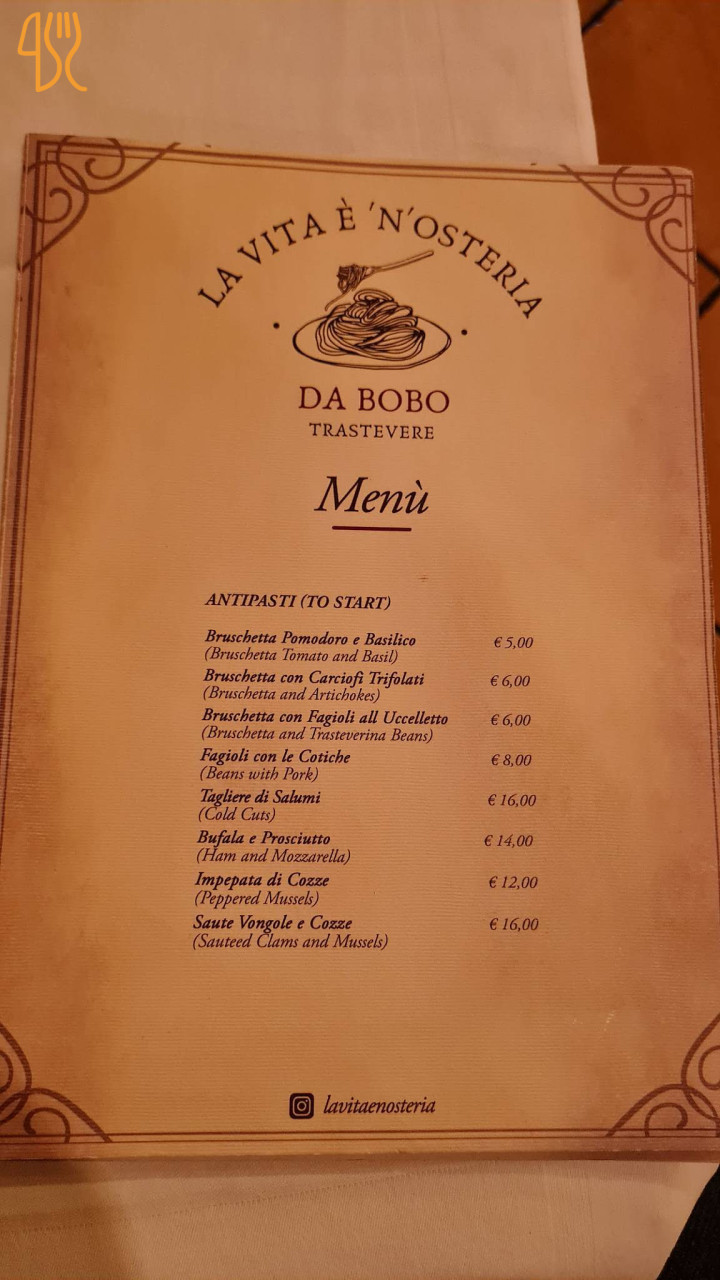 LA VITA È 'N'OSTERIA
DA BOBO
TRASTEVERE
Menù
ANTIPASTI (TO START)
Bruschetta Pomodoro e Basilico € 5,00
(Bruschetta Tomato and Basil)
Bruschetta con Carciofi Trifolati € 6,00
(Bruschetta and Artichokes)
Bruschetta con Fagioli all Uccelletto € 6,00
(Bruschetta and Trasteverina Beans)
Fagioli con le Cotiche € 8,00
(Beans with Pork)
Tagliere di Salumi € 16,00
(Cold Cuts)
Bufala e Prosciutto € 14,00
(Ham and Mozzarella)
Impepata di Cozze € 12,00
(Peppered Mussels)
Saute Vongole e Cozze € 16,00
(Sauteed Clams and Mussels)
lavitaenosteria